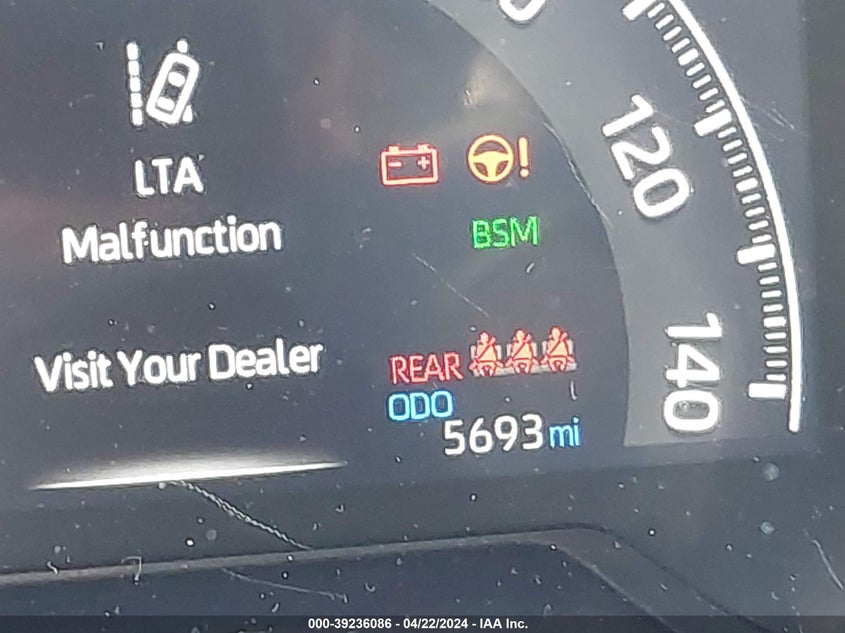 LTA
Malfunction
Visit Your Dealer
BSM
REAR
ODO
5693 mi
120
140
000-39236086 - 04/22/2024 - IAA Inc.